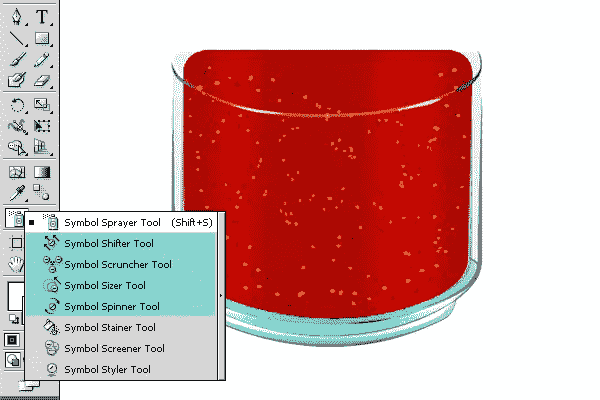 T
Symbol Sprayer Tool (Shift+S)
Symbol Shifter Tool
Symbol Scruncher Tool
Symbol Sizer Tool
Symbol Spinner Tool
Symbol Stainer Tool
Symbol Screener Tool
Symbol Styler Tool